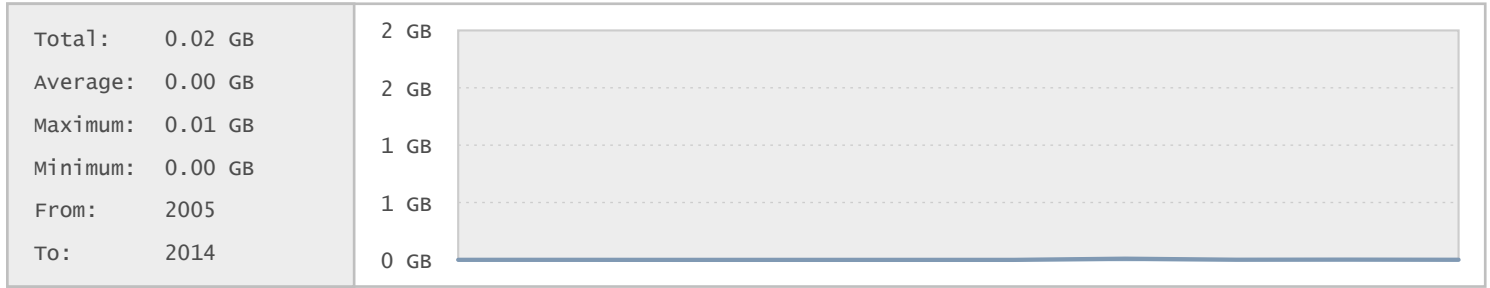 Total: 0.02 GB
Average: 0.00 GB
Maximum: 0.01 GB
Minimum: 0.00 GB
From: 2005
To: 2014
2 GB
2 GB
1 GB
1 GB
0 GB